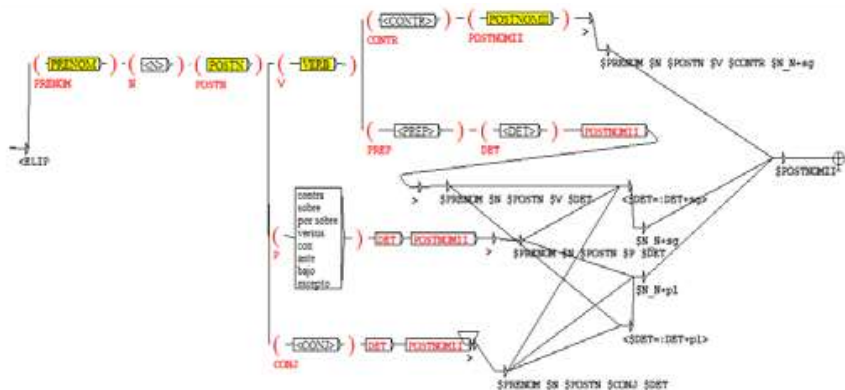 <CONTR> POSTNOMII
CONTR POSTNOMII
>
$PRENOM $N $POSTN $V $CONTR $N_N+sg
PRENOM <N> POSTN VERB
PRENOM N POSTN V
<PREP> <DET> POSTNOMII
PREP DET
<ELIP
$POSTNOMII
>
$PRENOM $N $POSTN $V $DET
<$DET=:DET+sg>
contra
sobre
por sobre
versus
con
ante
bajo
excepto
P
DET POSTNOMII
>
$PRENOM $N $POSTN $P $DET
$N_N+sg
$N_N+pl
<$DET=:DET+pl>
<CONJ> DET POSTNOMII
CONJ
>
$PRENOM $N $POSTN $CONJ $DET